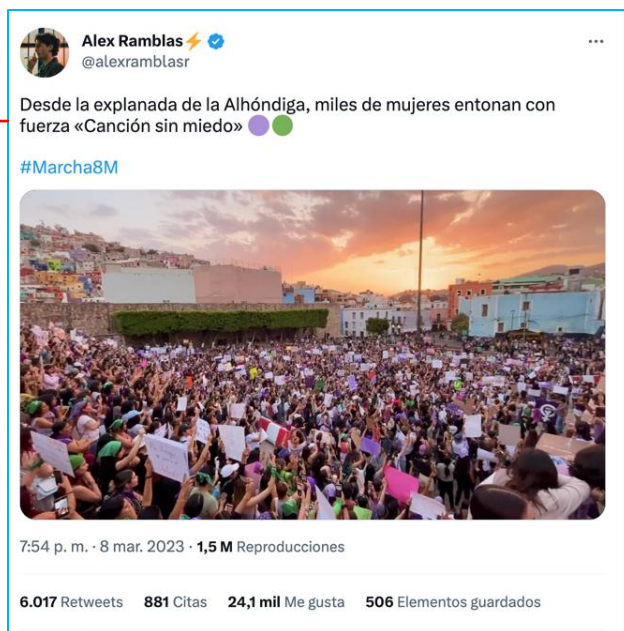 Alex Ramblas⚡
@alexramblasr
Desde la explanada de la Alhóndiga, miles de mujeres entonan con
fuerza «Canción sin miedo» 🟣🟢
#Marcha8M
7:54 p. m. · 8 mar. 2023 · 1,5 M Reproducciones
6.017 Retweets 881 Citas 24,1 mil Me gusta 506 Elementos guardados